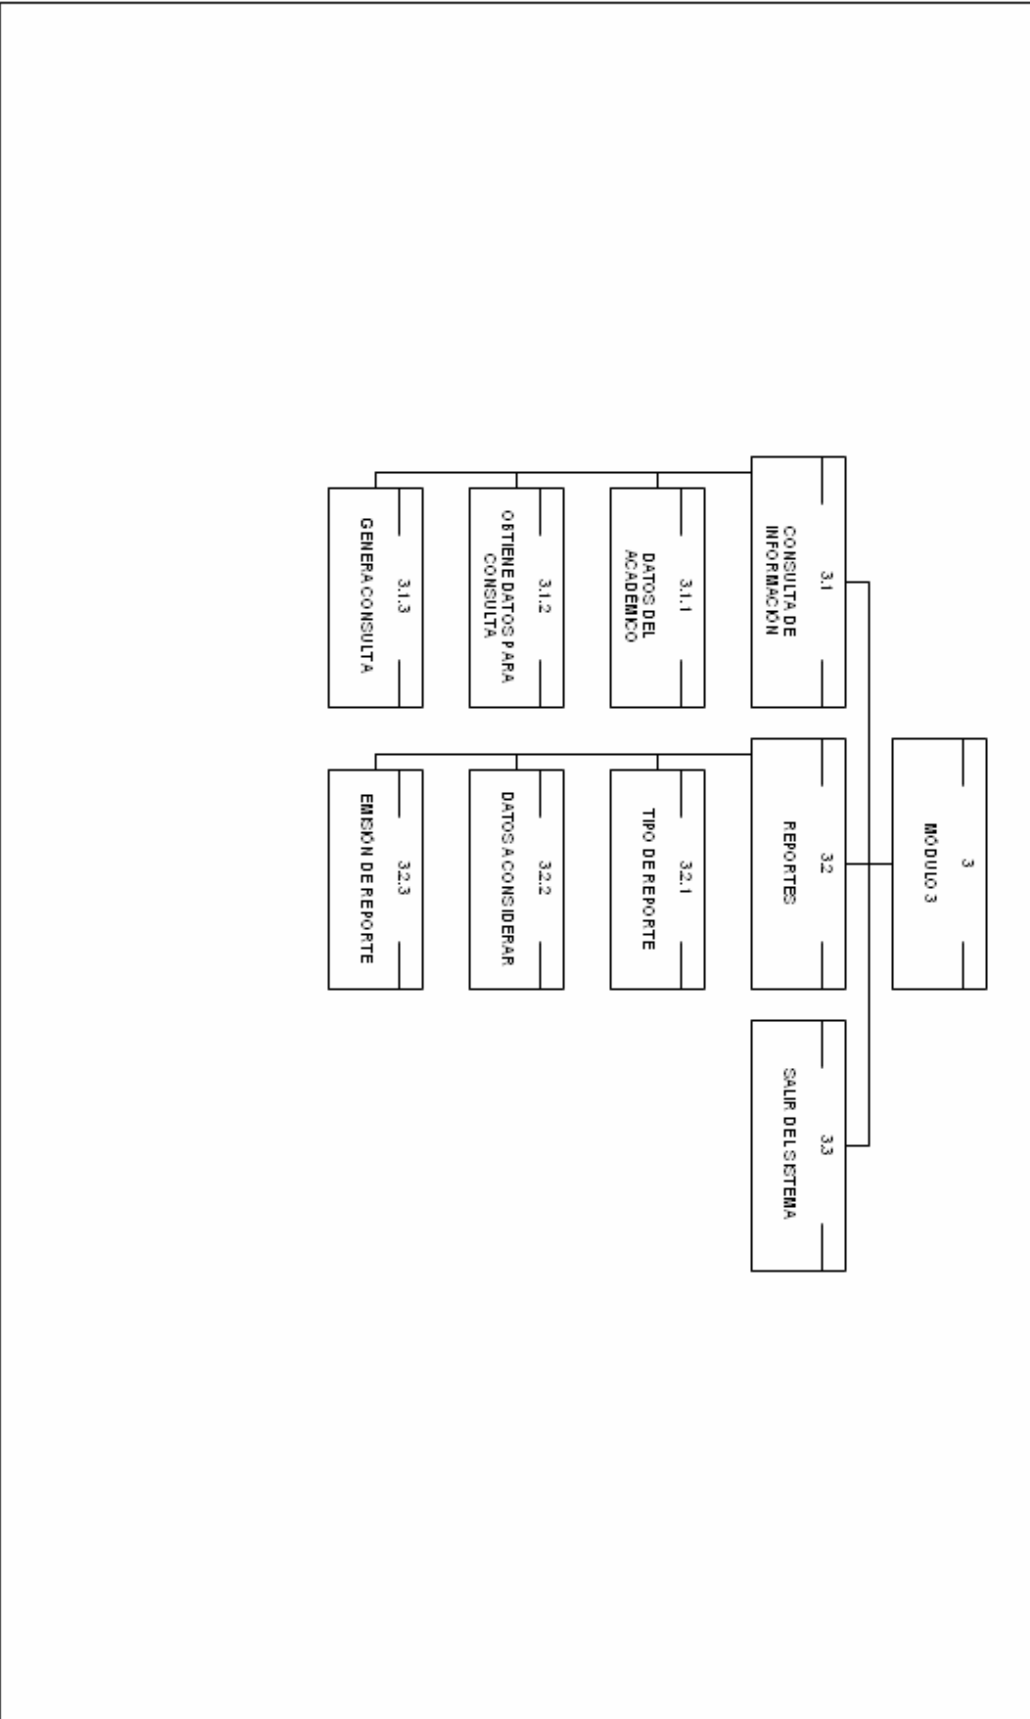 3
MÓDULO 3
3.1
CONSULTA DE
INFORMACIÓN
3.2
REPORTES
3.3
SALIR DEL SISTEMA
3.1.1
DATOS DEL
ACADÉMICO
3.2.1
TIPO DE REPORTE
3.1.2
OBTIENE DATOS PARA
CONSULTA
3.2.2
DATOS A CONSIDERAR
3.1.3
GENERA CONSULTA
3.2.3
EMISIÓN DE REPORTE